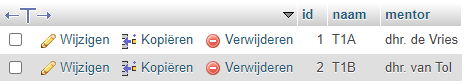 id naam mentor
Wijzigen Kopiëren Verwijderen 1 T1A dhr. de Vries
Wijzigen Kopiëren Verwijderen 2 T1B dhr. van Tol